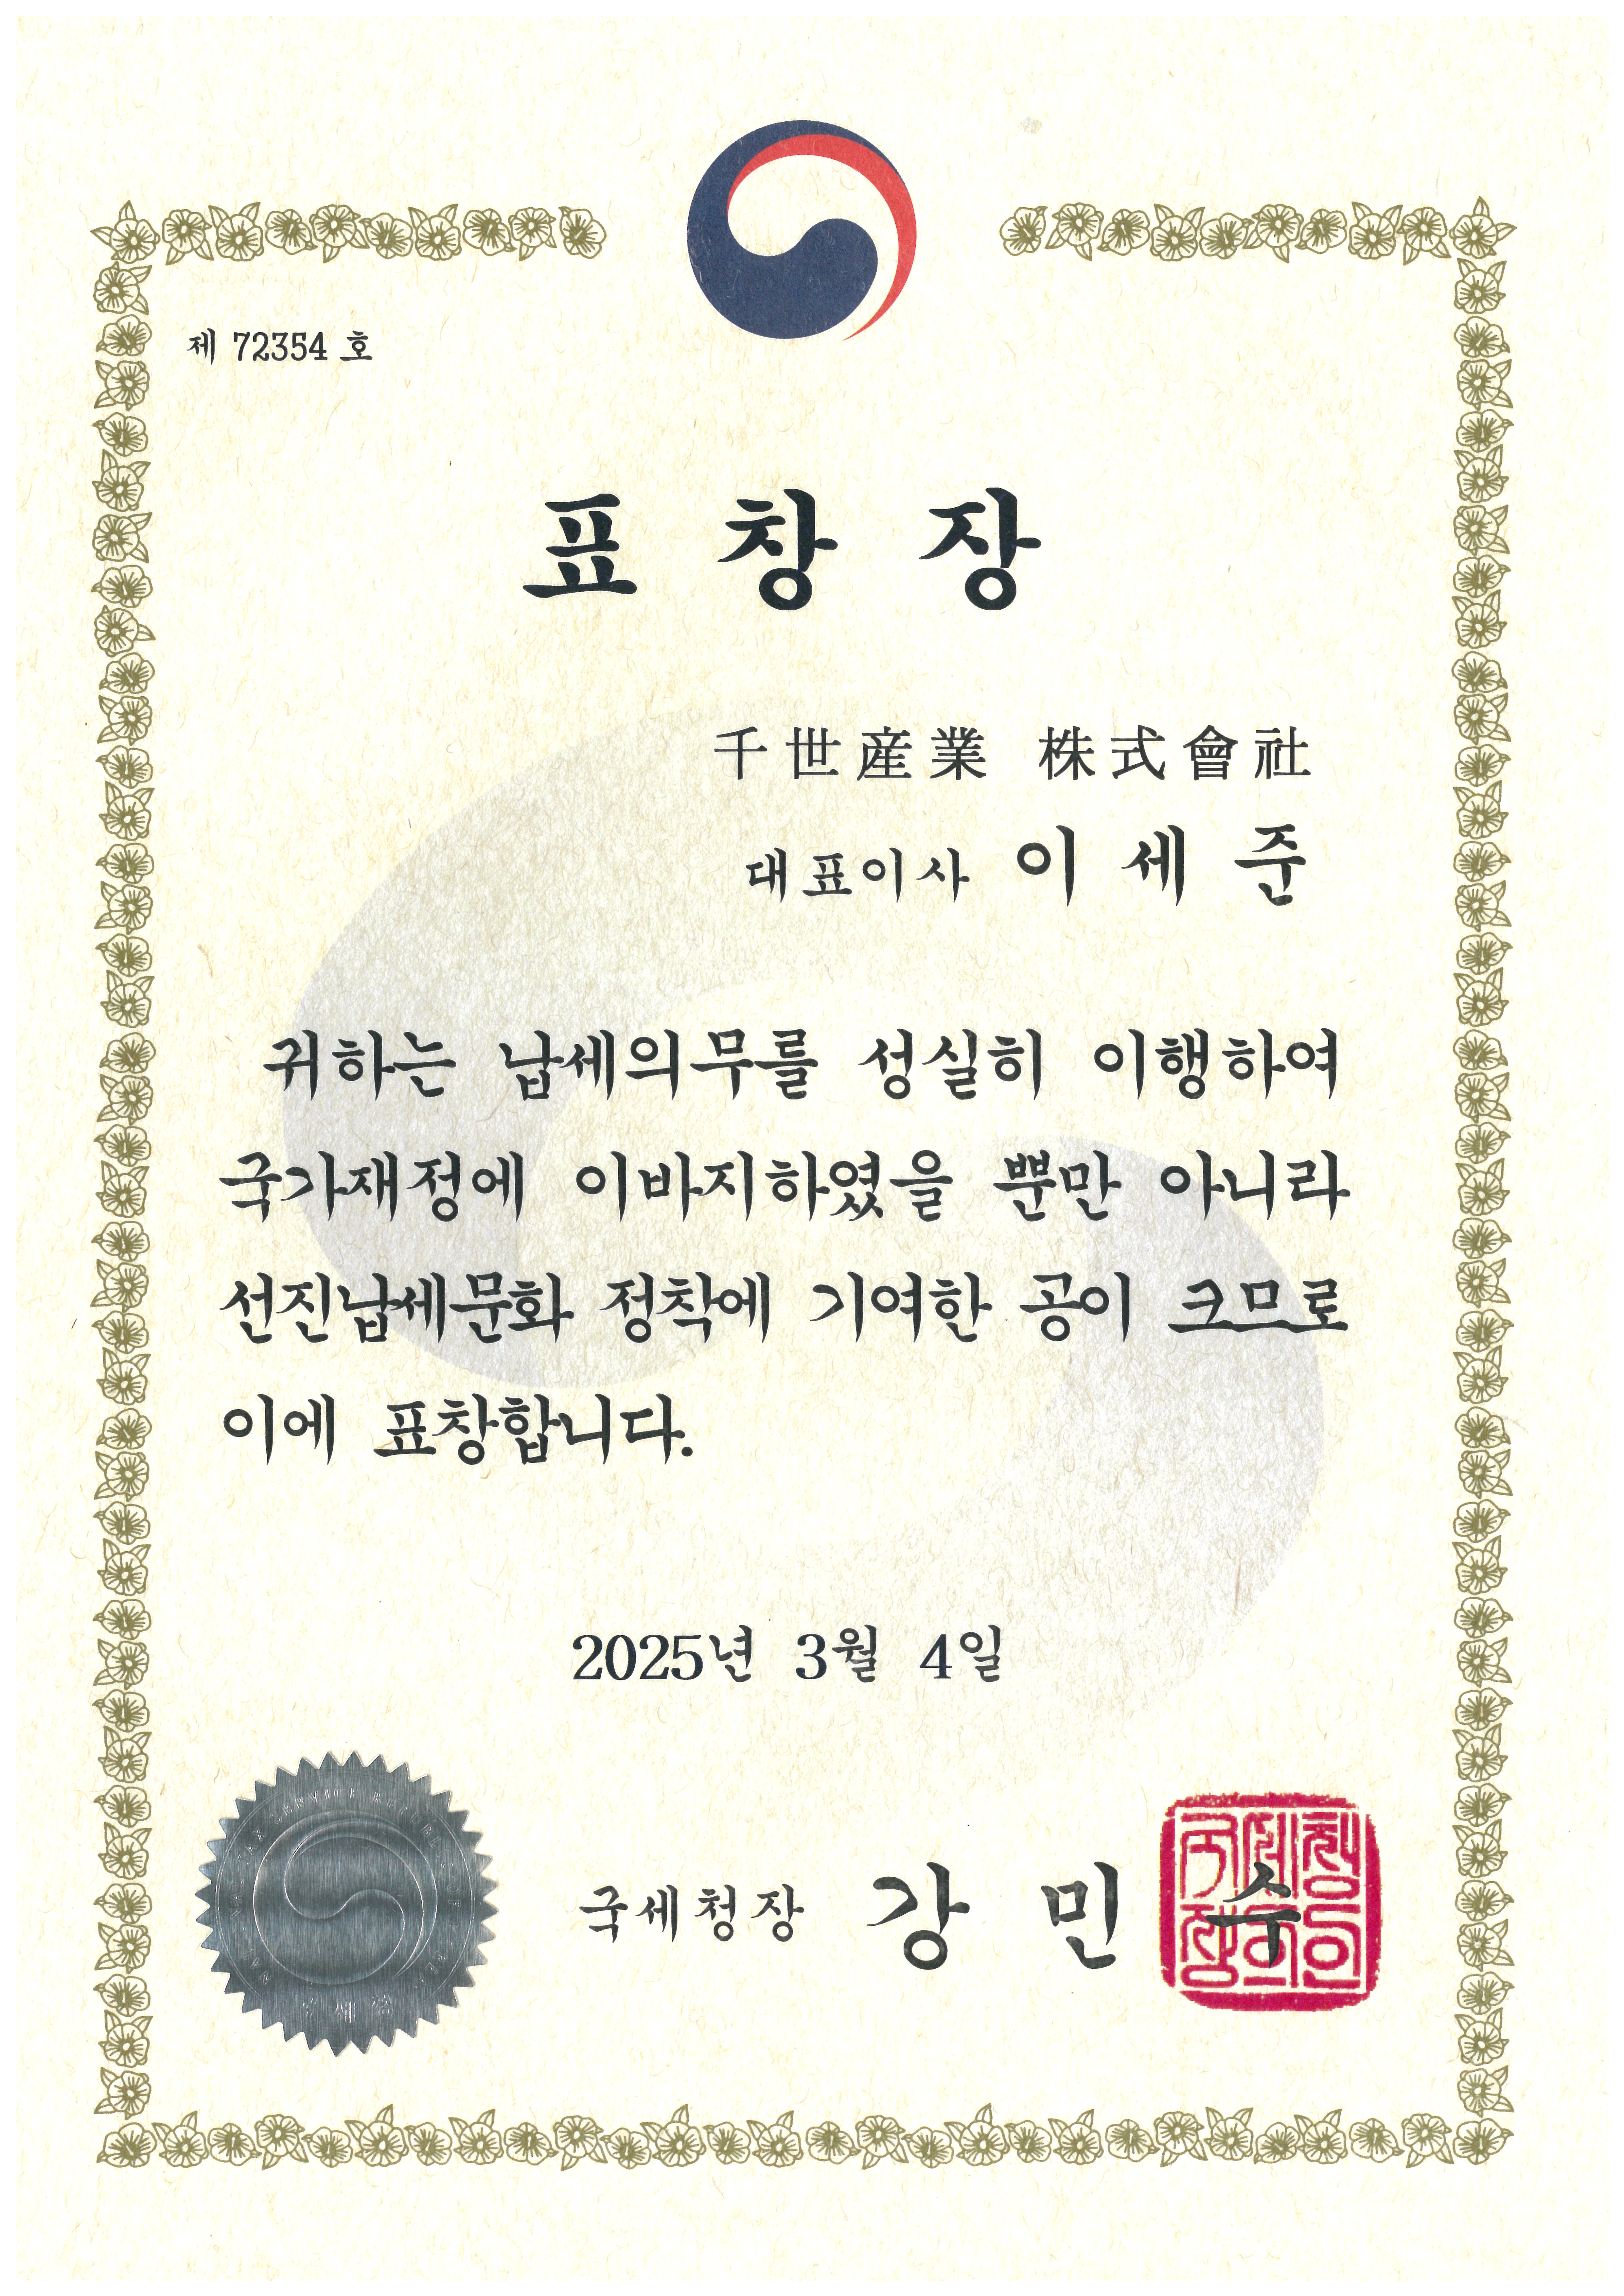 제 72354 호
표 창 장
千世産業 株式會社
대표이사 이 세 준
귀하는 납세의무를 성실히 이행하여
국가재정에 이바지하였을 뿐만 아니라
선진납세문화 정착에 기여한 공이 크므로
이에 표창합니다.
2025년 3월 4일
국세청장 강 민 수